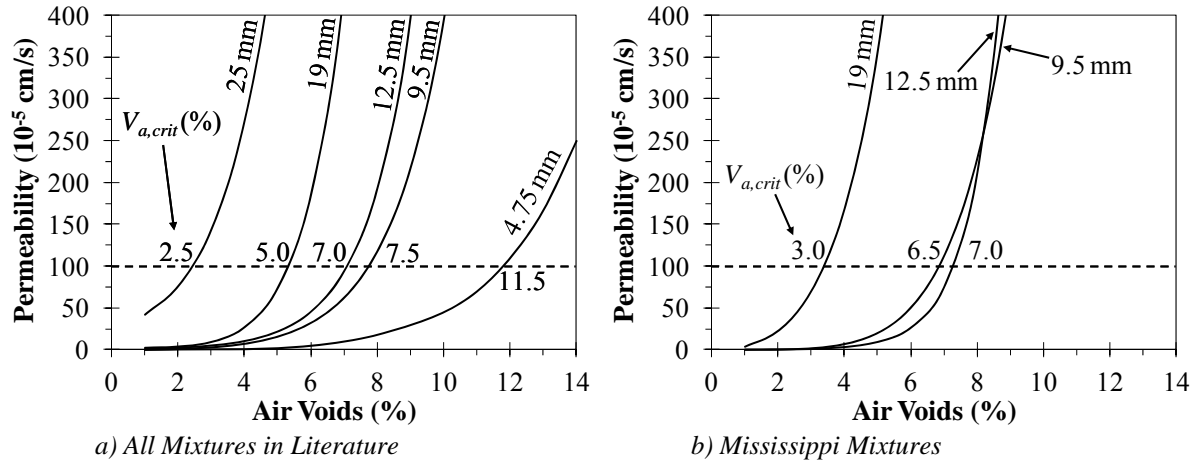 400
350
300
250
200
150
100
50
0
Permeability (10-5 cm/s)
25 mm
19 mm
12.5 mm
9.5 mm
4.75 mm
Va,crit(%)
2.5
5.0
7.0
7.5
11.5
0 2 4 6 8 10 12 14
Air Voids (%)
a) All Mixtures in Literature
400
350
300
250
200
150
100
50
0
Permeability (10-5 cm/s)
19 mm
12.5 mm
9.5 mm
Va,crit(%)
3.0
6.5
7.0
0 2 4 6 8 10 12 14
Air Voids (%)
b) Mississippi Mixtures